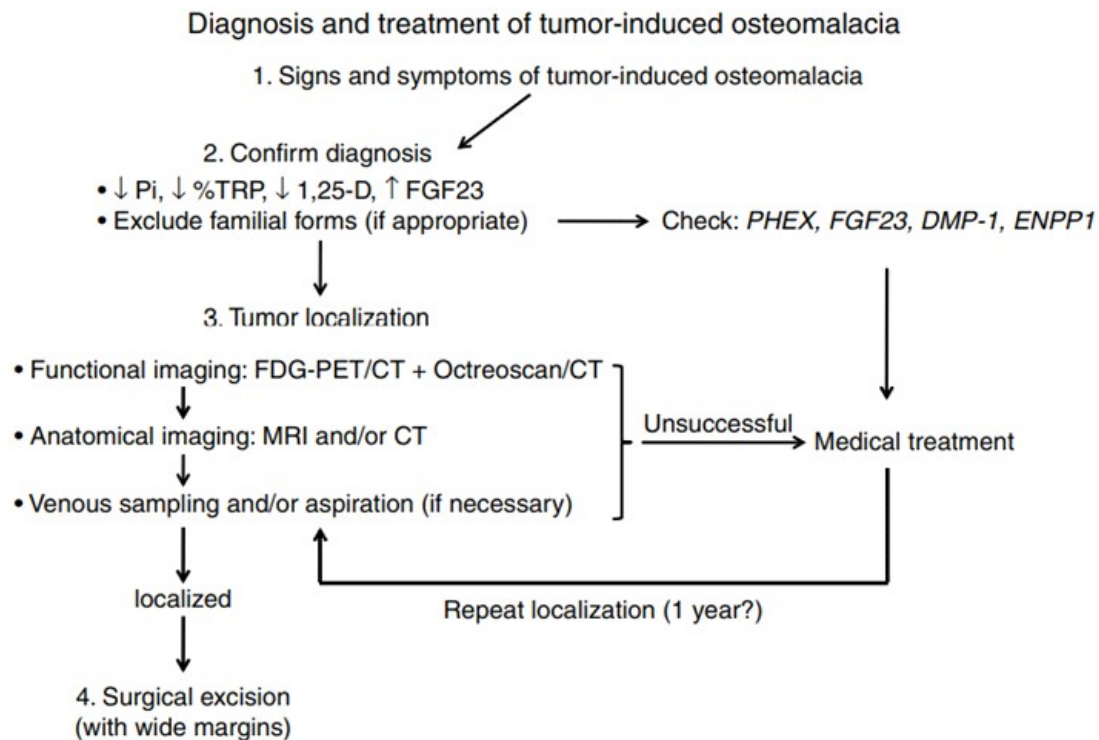 Diagnosis and treatment of tumor-induced osteomalacia
1. Signs and symptoms of tumor-induced osteomalacia
2. Confirm diagnosis
• ↓ Pi, ↓ %TRP, ↓ 1,25-D, ↑ FGF23
• Exclude familial forms (if appropriate)
Check: PHEX, FGF23, DMP-1, ENPP1
3. Tumor localization
• Functional imaging: FDG-PET/CT + Octreoscan/CT
• Anatomical imaging: MRI and/or CT
• Venous sampling and/or aspiration (if necessary)
Unsuccessful
Medical treatment
localized
Repeat localization (1 year?)
4. Surgical excision
(with wide margins)